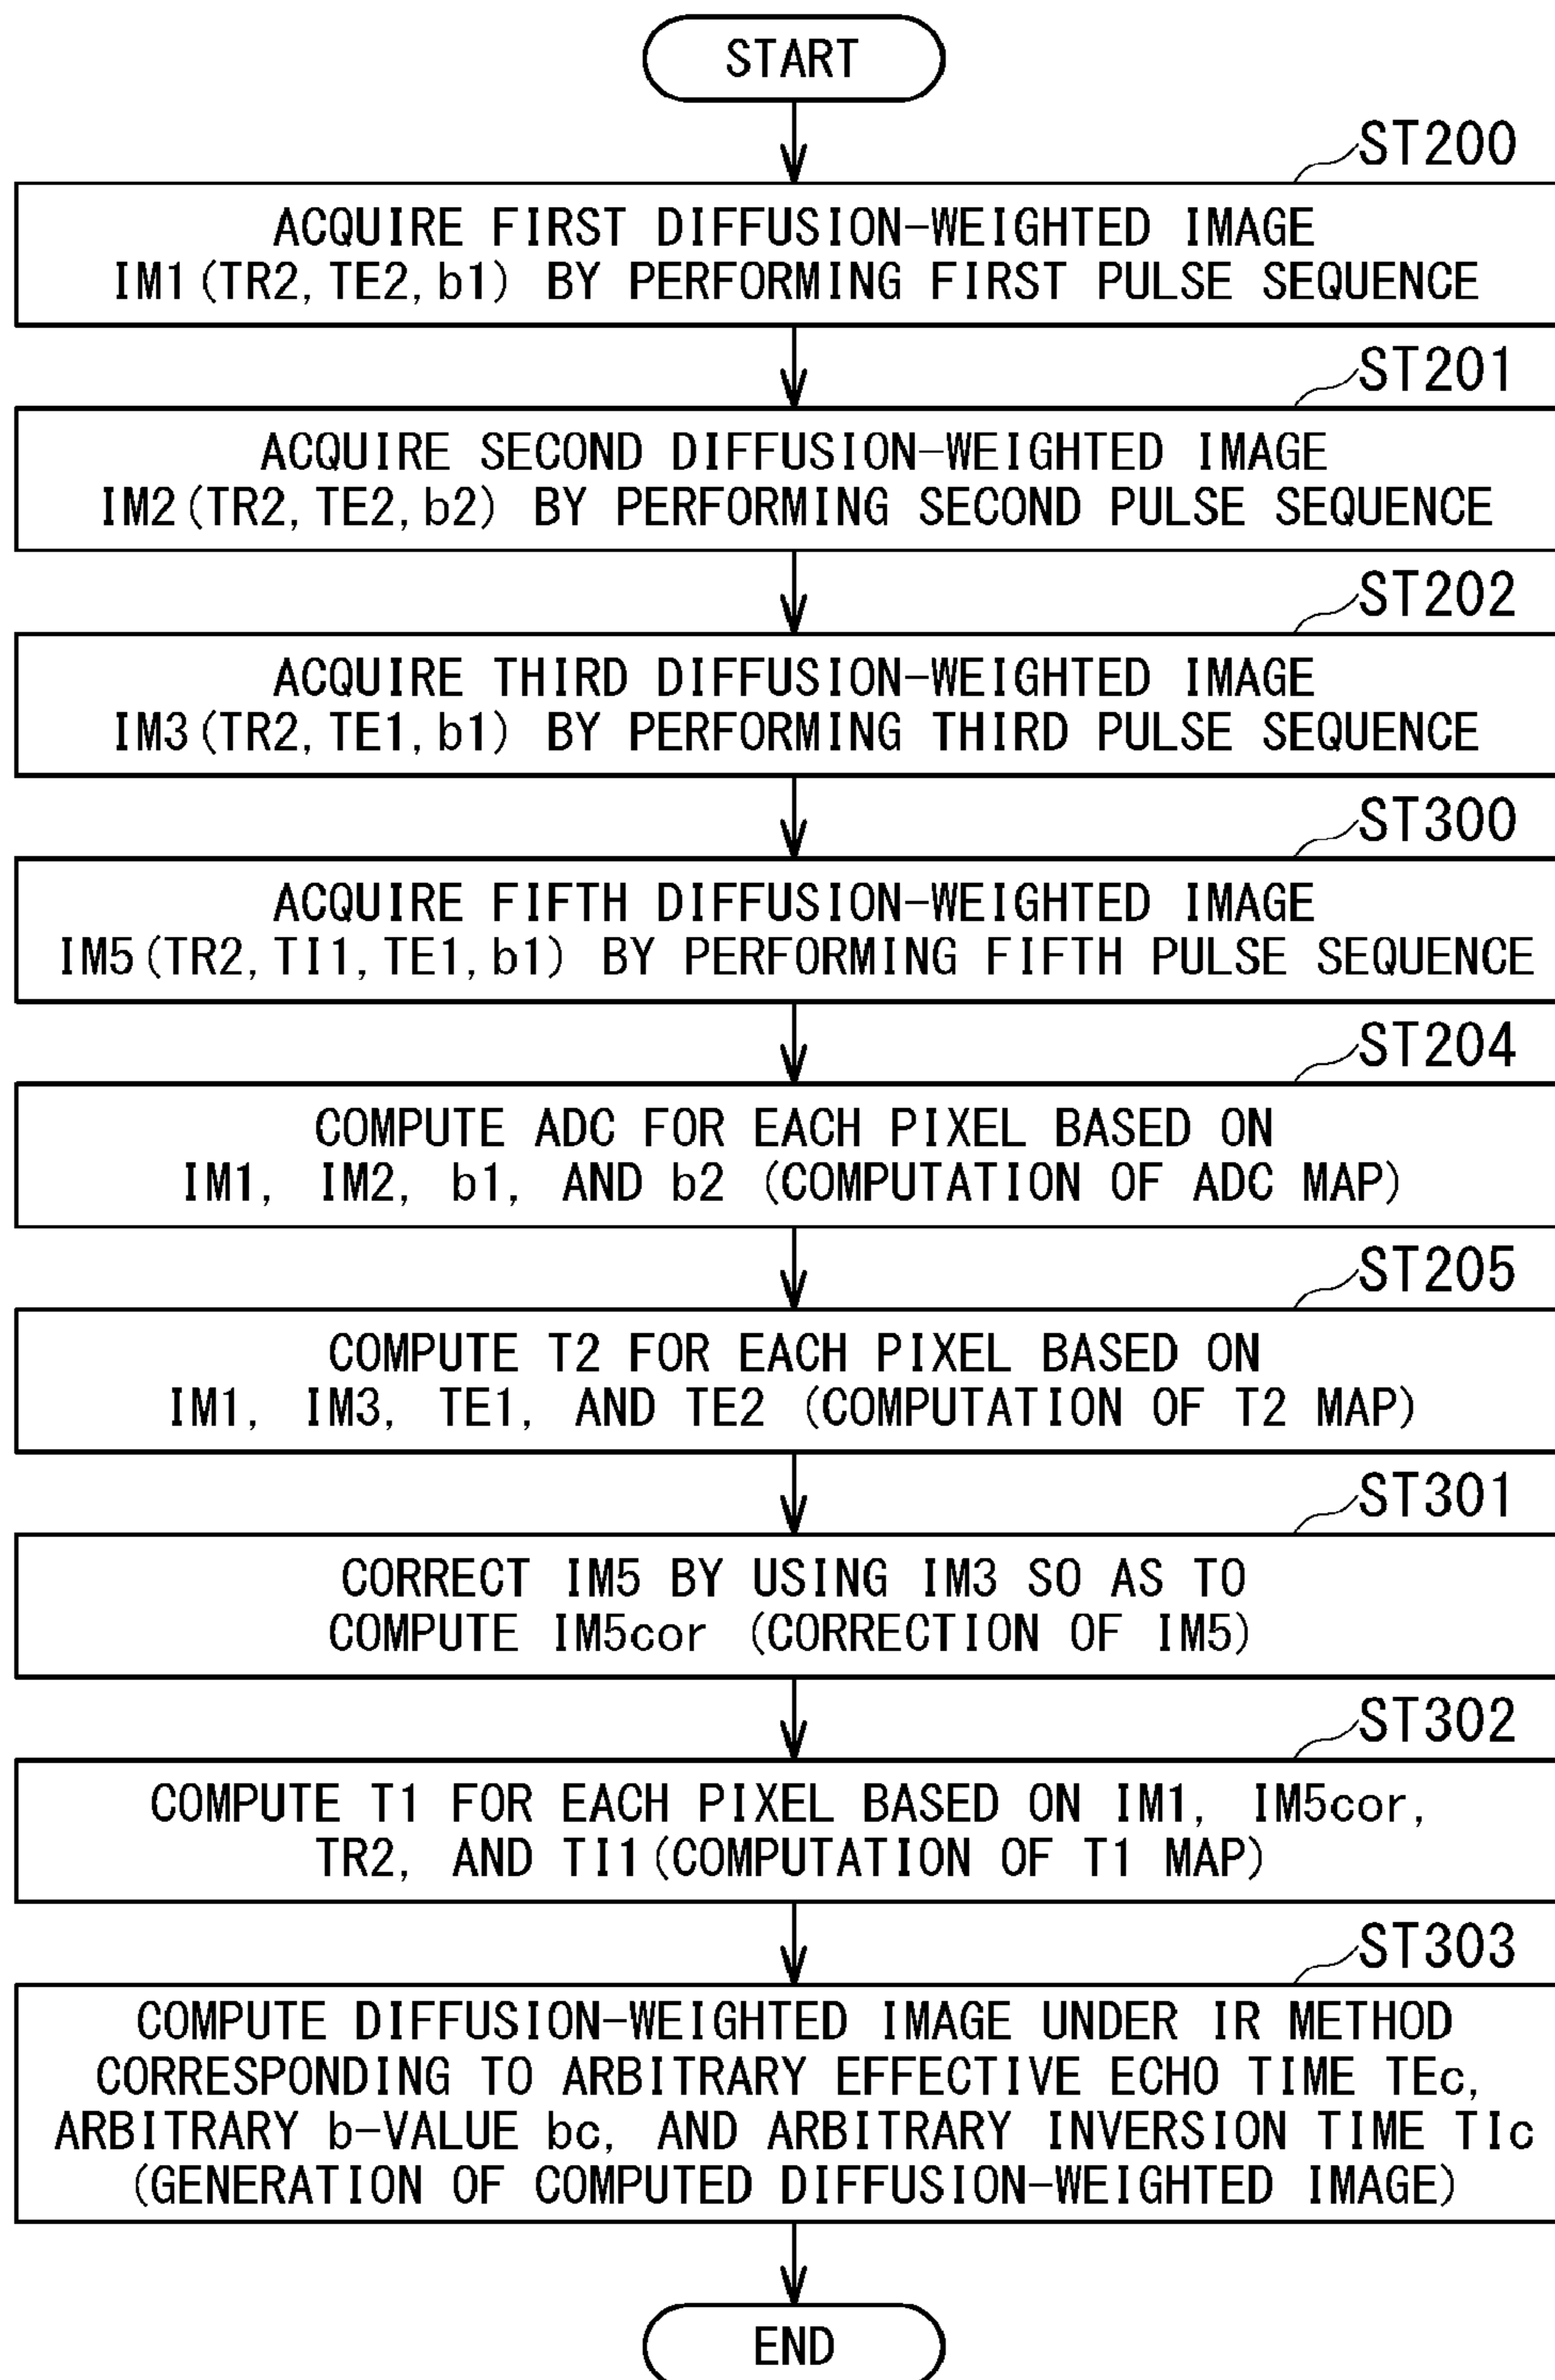 START
ST200
ACQUIRE FIRST DIFFUSION-WEIGHTED IMAGE
IM1(TR2,TE2,b1) BY PERFORMING FIRST PULSE SEQUENCE
ST201
ACQUIRE SECOND DIFFUSION-WEIGHTED IMAGE
IM2(TR2,TE2,b2) BY PERFORMING SECOND PULSE SEQUENCE
ST202
ACQUIRE THIRD DIFFUSION-WEIGHTED IMAGE
IM3(TR2,TE1,b1) BY PERFORMING THIRD PULSE SEQUENCE
ST300
ACQUIRE FIFTH DIFFUSION-WEIGHTED IMAGE
IM5(TR2,TI1,TE1,b1) BY PERFORMING FIFTH PULSE SEQUENCE
ST204
COMPUTE ADC FOR EACH PIXEL BASED ON
IM1, IM2, b1, AND b2 (COMPUTATION OF ADC MAP)
ST205
COMPUTE T2 FOR EACH PIXEL BASED ON
IM1, IM3, TE1, AND TE2 (COMPUTATION OF T2 MAP)
ST301
CORRECT IM5 BY USING IM3 SO AS TO
COMPUTE IM5cor (CORRECTION OF IM5)
ST302
COMPUTE T1 FOR EACH PIXEL BASED ON IM1, IM5cor,
TR2, AND TI1(COMPUTATION OF T1 MAP)
ST303
COMPUTE DIFFUSION-WEIGHTED IMAGE UNDER IR METHOD
CORRESPONDING TO ARBITRARY EFFECTIVE ECHO TIME TEc,
ARBITRARY b-VALUE bc, AND ARBITRARY INVERSION TIME TIc
(GENERATION OF COMPUTED DIFFUSION-WEIGHTED IMAGE)
END